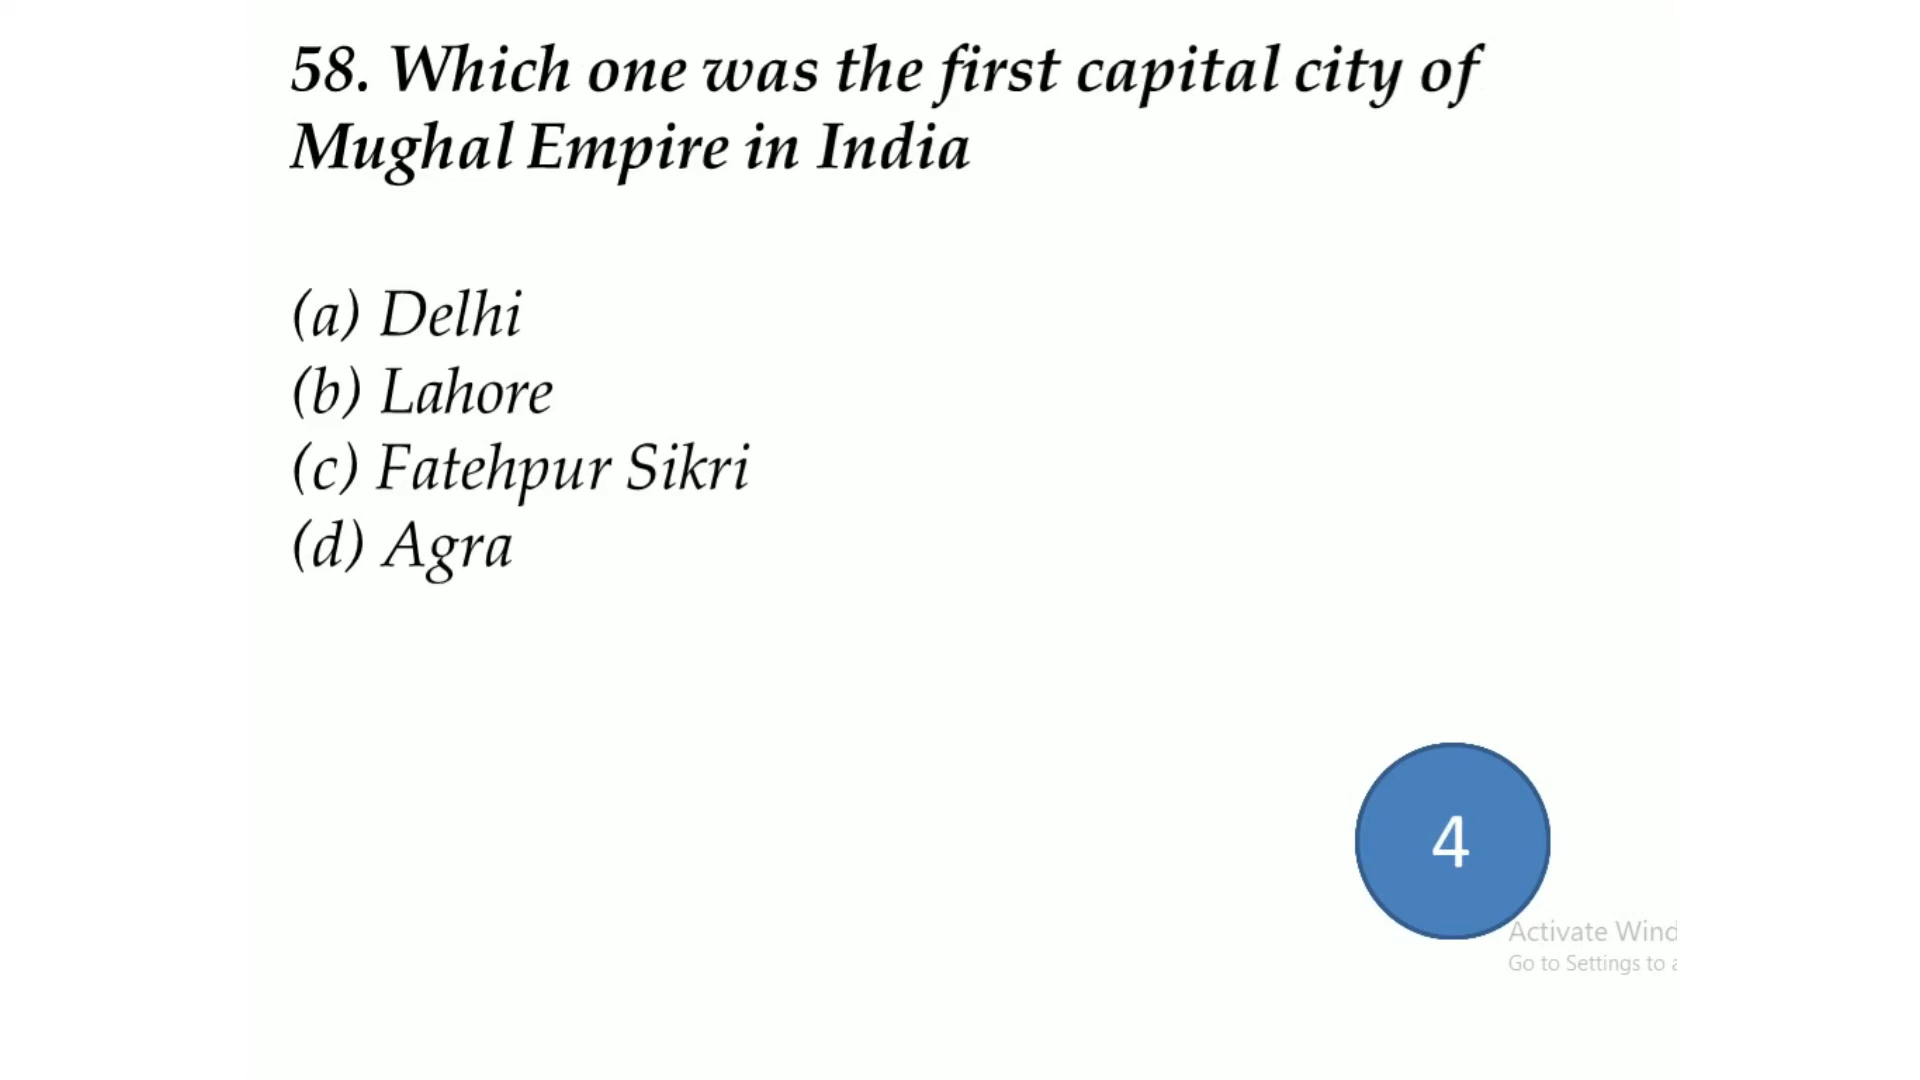 58. Which one was the first capital city of
Mughal Empire in India
(a) Delhi
(b) Lahore
(c) Fatehpur Sikri
(d) Agra
4
Activate Wind
Go to Settings to a